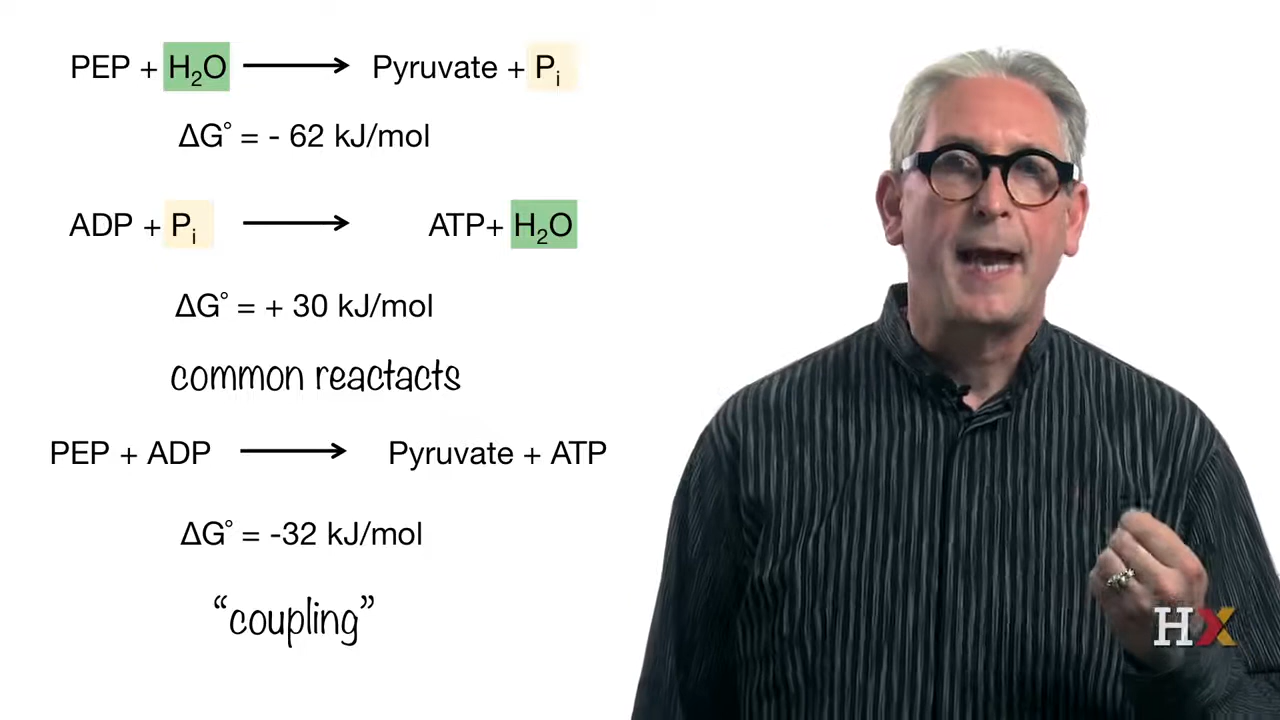 PEP + H₂O ⟶ Pyruvate + Pᵢ
ΔG° = - 62 kJ/mol
ADP + Pᵢ ⟶ ATP+ H₂O
ΔG° = + 30 kJ/mol
common reactacts
PEP + ADP ⟶ Pyruvate + ATP
ΔG° = -32 kJ/mol
“coupling”
HX